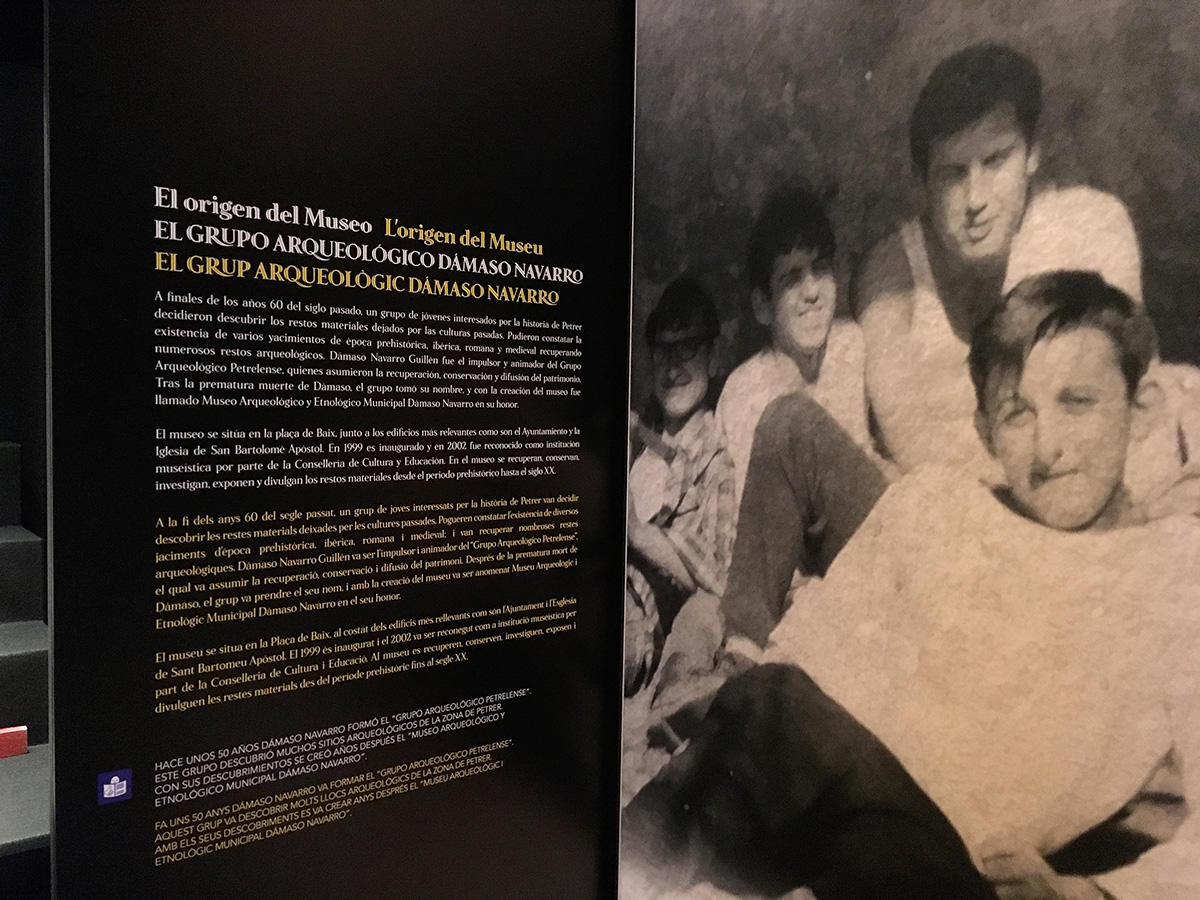 El origen del Museo L'origen del Museu
EL GRUPO ARQUEOLÓGICO DÁMASO NAVARRO
EL GRUP ARQUEOLÒGIC DÁMASO NAVARRO
A finales de los años 60 del siglo pasado, un grupo de jóvenes interesados por la historia de Petrer
decidieron descubrir los restos materiales dejados por las culturas pasadas. Pudieron constatar la
existencia de varios yacimientos de época prehistórica, ibérica, romana y medieval recuperando
numerosos restos arqueológicos. Dámaso Navarro Guillén fue el impulsor y animador del Grupo
Arqueológico Petrelense, quienes asumieron la recuperación, conservación y difusión del patrimonio.
Tras la prematura muerte de Dámaso, el grupo tomó su nombre, y con la creación del museo fue
llamado Museo Arqueológico y Etnológico Municipal Dámaso Navarro en su honor.
El museo se sitúa en la plaça de Baix, junto a los edificios más relevantes como son el Ayuntamiento y la
Iglesia de San Bartolomé Apóstol. En 1999 es inaugurado y en 2002 fue reconocido como institución
museística por parte de la Conselleria de Cultura y Educación. En el museo se recuperan, conservan,
investigan, exponen y divulgan los restos materiales desde el periodo prehistórico hasta el siglo XX.
A la fi dels anys 60 del segle passat, un grup de joves interessats per la història de Petrer van decidir
descobrir les restes materials deixades per les cultures passades. Pogueren constatar l'existència de diversos
jaciments d'època prehistòrica, ibèrica, romana i medieval; i van recuperar nombroses restes
arqueològiques. Dámaso Navarro Guillén va ser l'impulsor i animador del "Grupo Arqueológico Petrelense",
el qual va assumir la recuperació, conservació i difusió del patrimoni. Després de la prematura mort de
Dámaso, el grup va prendre el seu nom, i amb la creació del museu va ser anomenat Museu Arqueològic i
Etnològic Municipal Dámaso Navarro en el seu honor.
El museu se situa en la Plaça de Baix, al costat dels edificis més rellevants com són l'Ajuntament i l'Església
de Sant Bartomeu Apòstol. El 1999 és inaugurat i el 2002 va ser reconegut com a institució museística per
part de la Conselleria de Cultura i Educació. Al museu es recuperen, conserven, investiguen, exposen i
divulguen les restes materials des del període prehistòric fins al segle XX.
HACE UNOS 50 AÑOS DÁMASO NAVARRO FORMÓ EL "GRUPO ARQUEOLÓGICO PETRELENSE".
ESTE GRUPO DESCUBRIÓ MUCHOS SITIOS ARQUEOLÓGICOS DE LA ZONA DE PETRER.
CON SUS DESCUBRIMIENTOS SE CREÓ AÑOS DESPUÉS EL "MUSEO ARQUEOLÓGICO Y
ETNOLÓGICO MUNICIPAL DÁMASO NAVARRO".
FA UNS 50 ANYS DÁMASO NAVARRO VA FORMAR EL "GRUPO ARQUEOLÓGICO PETRELENSE".
AQUEST GRUP VA DESCOBRIR MOLTS LLOCS ARQUEOLÒGICS DE LA ZONA DE PETRER.
AMB ELS SEUS DESCOBRIMENTS ES VA CREAR ANYS DESPRÉS EL "MUSEU ARQUEOLÒGIC I
ETNOLÒGIC MUNICIPAL DÁMASO NAVARRO".